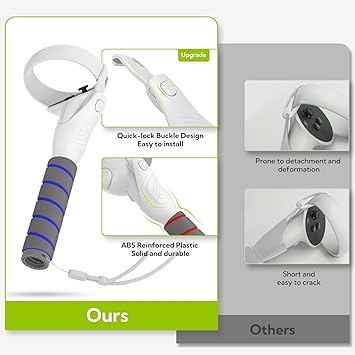 Upgrade
Quick-lock Buckle Design
Easy to install
ABS Reinforced Plastic
Solid and durable
Ours
Prone to detachment and
deformation
Short and
easy to crack
Others